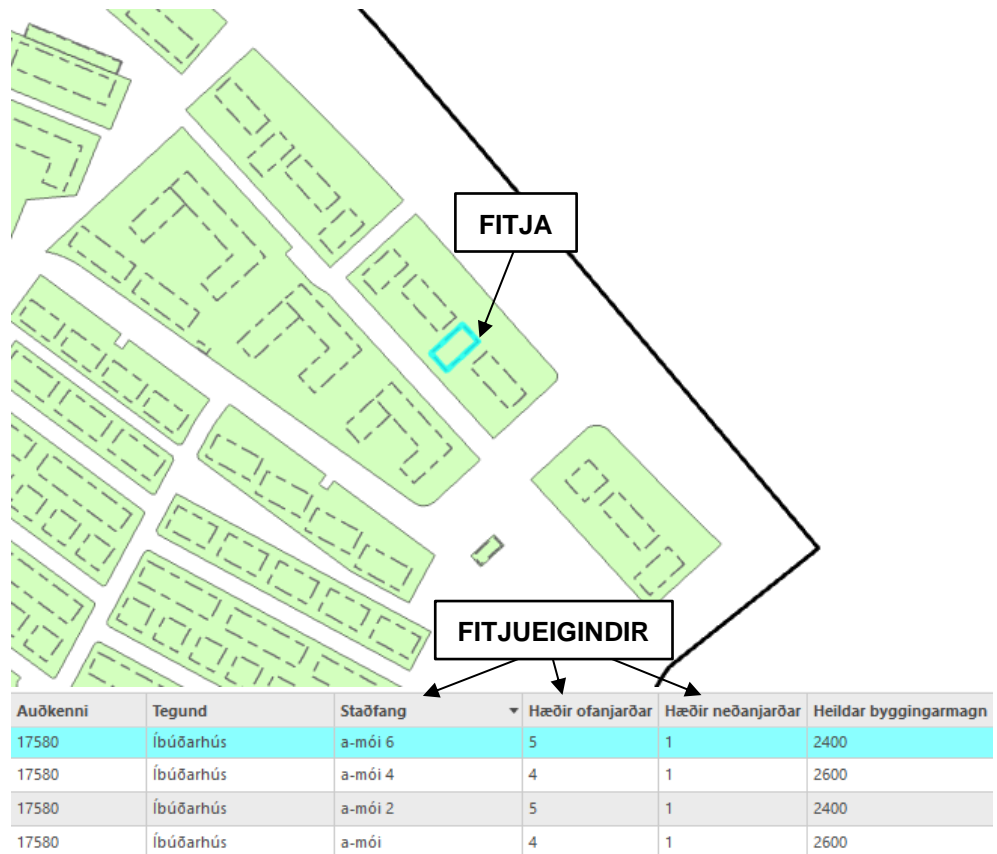 FITJA
FITJUEIGINDIR
Auðkenni Tegund Staðfang Hæðir ofanjarðar Hæðir neðanjarðar Heildar byggingarmagn
17580 Íbúðarhús a-mói 6 5 1 2400
17580 Íbúðarhús a-mói 4 4 1 2600
17580 Íbúðarhús a-mói 2 5 1 2400
17580 Íbúðarhús a-mói 4 1 2600